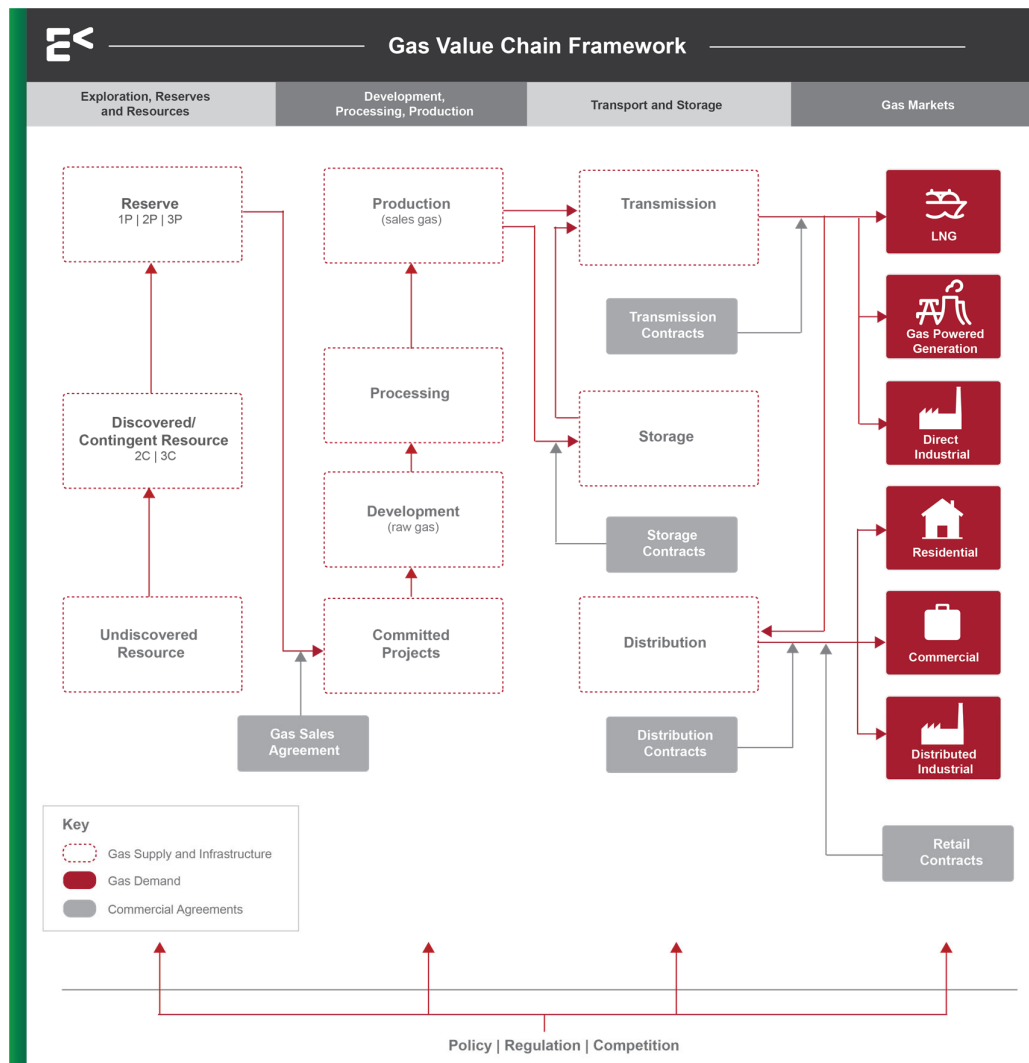 Gas Value Chain Framework
Exploration, Reserves
and Resources
Development,
Processing, Production
Transport and Storage
Gas Markets
Reserve
1P | 2P | 3P
Discovered/
Contingent Resource
2C | 3C
Undiscovered
Resource
Gas Sales
Agreement
Production
(sales gas)
Processing
Development
(raw gas)
Committed
Projects
Transmission
Transmission
Contracts
Storage
Storage
Contracts
Distribution
Distribution
Contracts
LNG
Gas Powered
Generation
Direct
Industrial
Residential
Commercial
Distributed
Industrial
Retail
Contracts
Key
Gas Supply and Infrastructure
Gas Demand
Commercial Agreements
Policy | Regulation | Competition